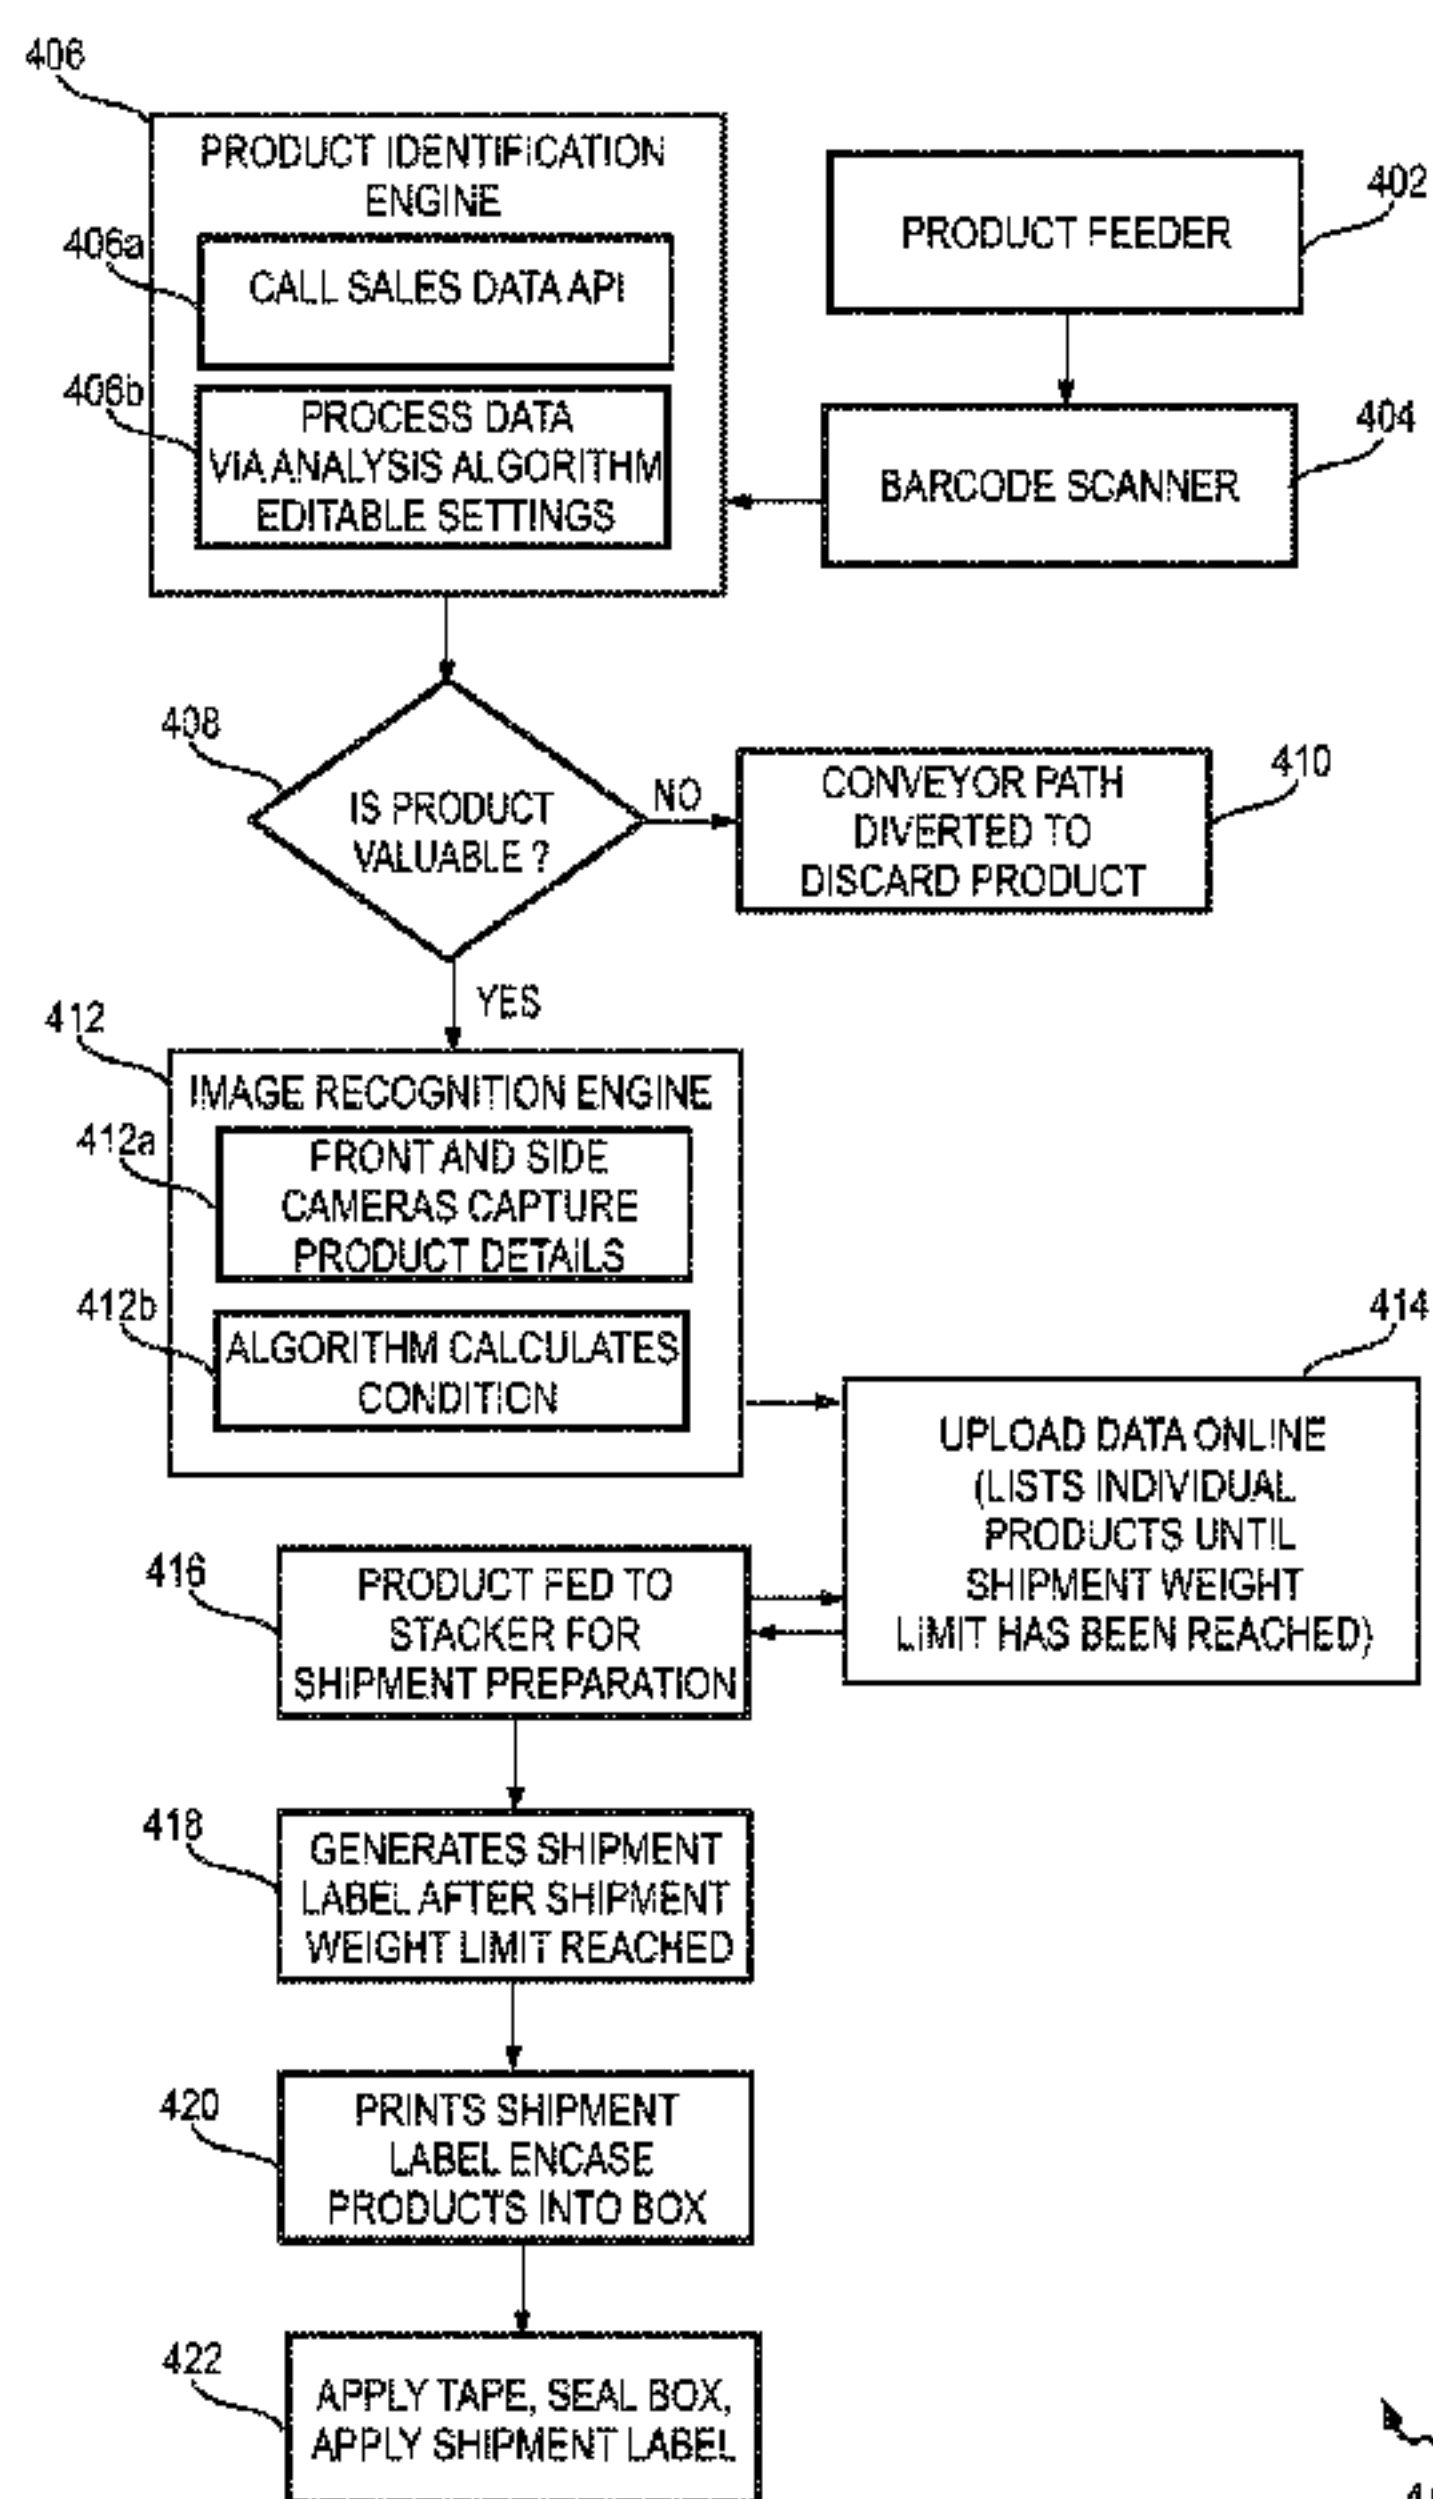 406
PRODUCT IDENTIFICATION
ENGINE
406a
CALL SALES DATA API
406b
PROCESS DATA
VIA ANALYSIS ALGORITHM
EDITABLE SETTINGS
402
PRODUCT FEEDER
404
BARCODE SCANNER
408
IS PRODUCT
VALUABLE ?
NO
410
CONVEYOR PATH
DIVERTED TO
DISCARD PRODUCT
YES
412
IMAGE RECOGNITION ENGINE
412a
FRONT AND SIDE
CAMERAS CAPTURE
PRODUCT DETAILS
412b
ALGORITHM CALCULATES
CONDITION
414
UPLOAD DATA ONLINE
(LISTS INDIVIDUAL
PRODUCTS UNTIL
SHIPMENT WEIGHT
LIMIT HAS BEEN REACHED)
416
PRODUCT FED TO
STACKER FOR
SHIPMENT PREPARATION
418
GENERATES SHIPMENT
LABEL AFTER SHIPMENT
WEIGHT LIMIT REACHED
420
PRINTS SHIPMENT
LABEL ENCASE
PRODUCTS INTO BOX
422
APPLY TAPE, SEAL BOX,
APPLY SHIPMENT LABEL